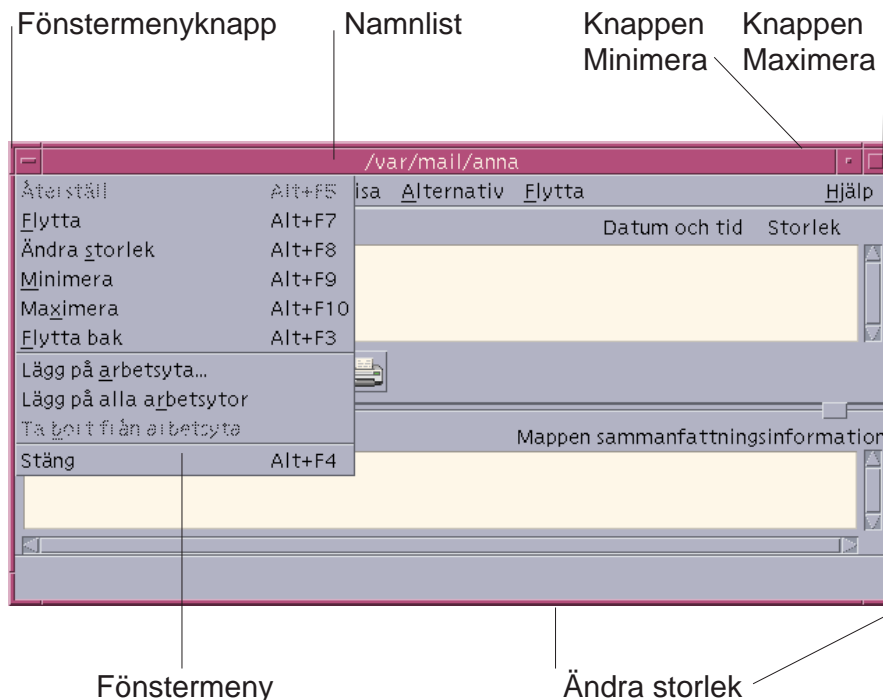 Fönstermenyknapp Namnlist Knappen Knappen
Minimera Maximera
/var/mail/anna
Återställ Alt+F5 isa Alternativ Flytta Hjälp
Flytta Alt+F7 Datum och tid Storlek
Ändra storlek Alt+F8
Minimera Alt+F9
Maximera Alt+F10
Flytta bak Alt+F3
Lägg på arbetsyta...
Lägg på alla arbetsytor
Ta bort från arbetsyta
Mappen sammanfattningsinformation
Stäng Alt+F4
Fönstermeny Ändra storlek